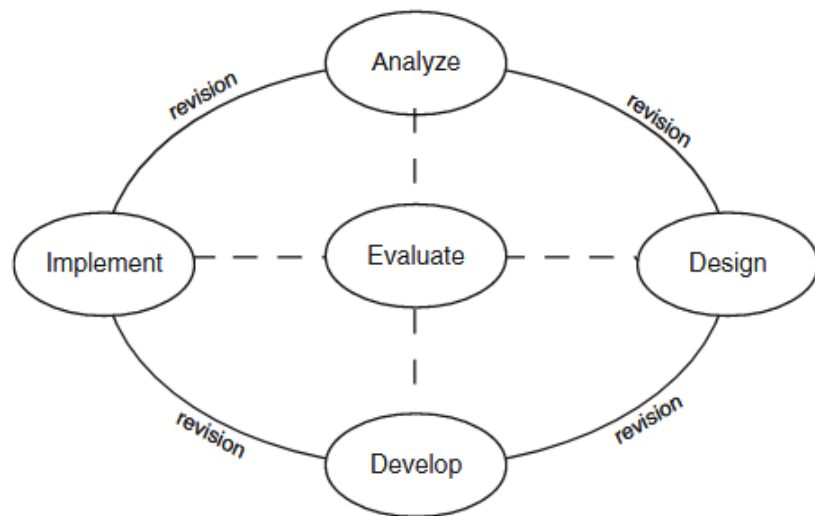 Analyze
revision
revision
Implement
Evaluate
Design
revision
revision
Develop